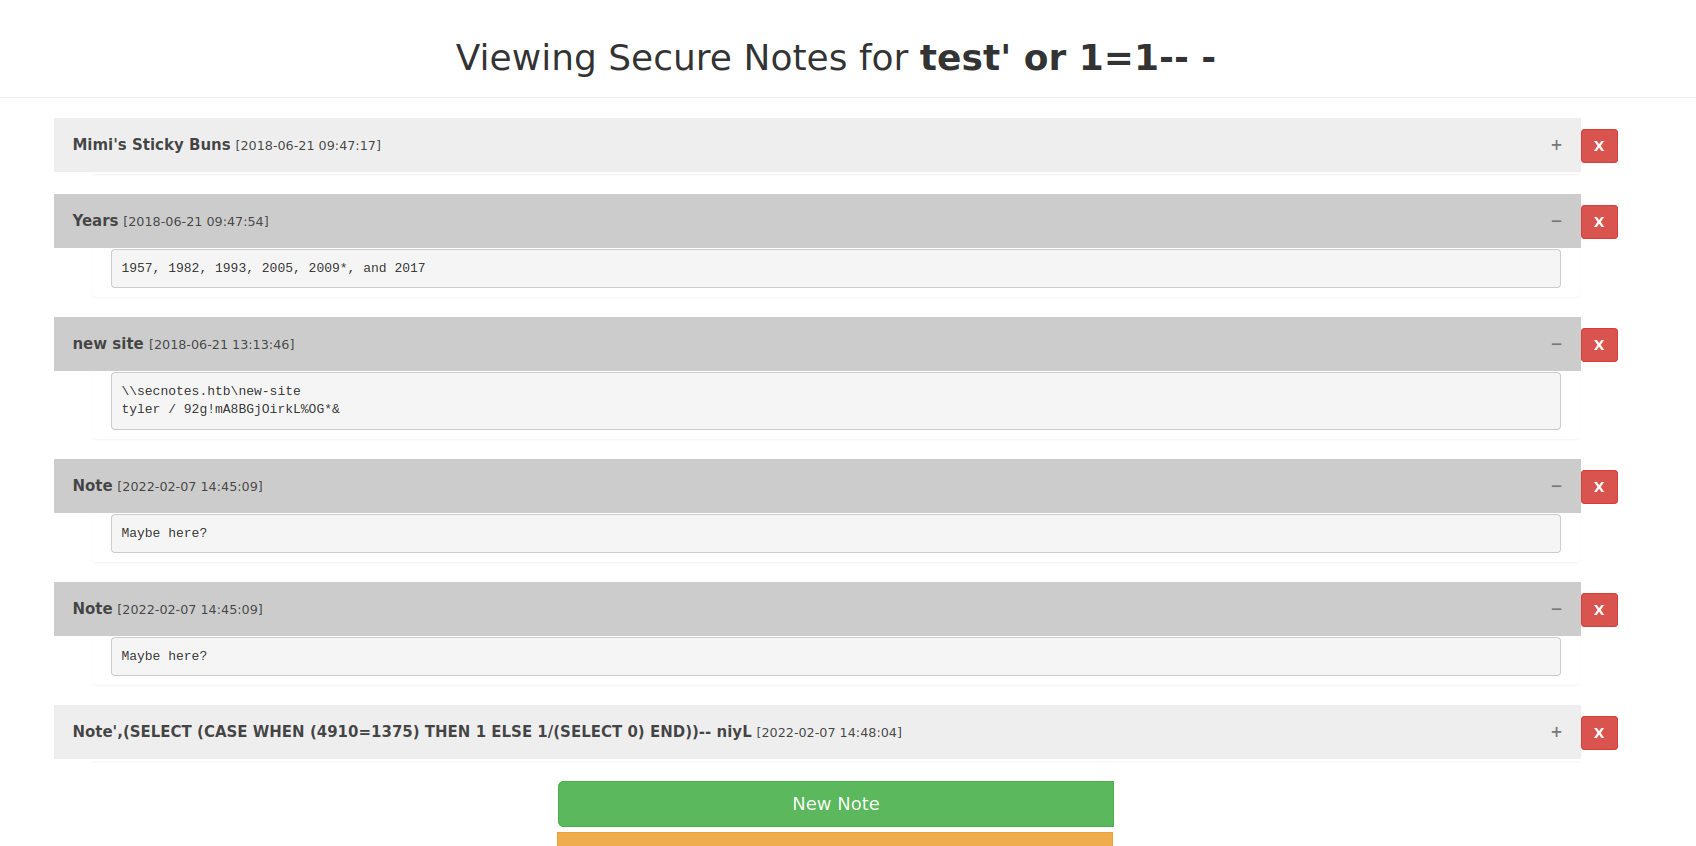 Viewing Secure Notes for test' or 1=1-- -
Mimi's Sticky Buns [2018-06-21 09:47:17] + X
Years [2018-06-21 09:47:54] − X
1957, 1982, 1993, 2005, 2009*, and 2017
new site [2018-06-21 13:13:46] − X
\\secnotes.htb\new-site
tyler / 92g!mA8BGjOirkL%OG*&
Note [2022-02-07 14:45:09] − X
Maybe here?
Note [2022-02-07 14:45:09] − X
Maybe here?
Note',(SELECT (CASE WHEN (4910=1375) THEN 1 ELSE 1/(SELECT 0) END))-- niyL [2022-02-07 14:48:04] + X
New Note